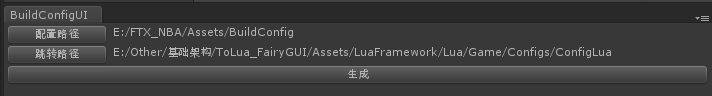 BuildConfigUI
配置路径 E:/FTX_NBA/Assets/BuildConfig
跳转路径 E:/Other/基础架构/ToLua_FairyGUI/Assets/LuaFramework/Lua/Game/Configs/ConfigLua
生成